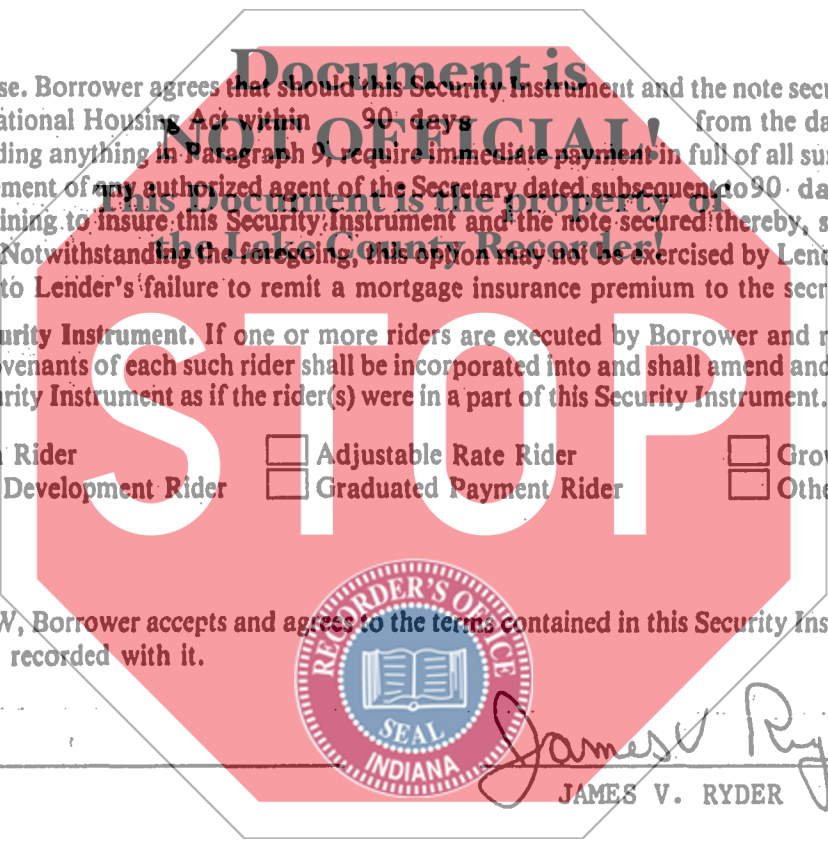 Document is
NOT OFFICIAL!
This Document is the property of
the Lake County Recorder!
se. Borrower agrees that should this Security Instrument and the note secu
ational Housing Act within 90 days from the da
ding anything in Paragraph 9, require immediate payment in full of all su
ement of any authorized agent of the Secretary dated subsequent to 90 da
ining to insure this Security Instrument and the note secured thereby, s
Notwithstanding the foregoing, this option may not be exercised by Lend
to Lender's failure to remit a mortgage insurance premium to the secr
urity Instrument. If one or more riders are executed by Borrower and r
ovenants of each such rider shall be incorporated into and shall amend and
urity Instrument as if the rider(s) were in a part of this Security Instrument.
Rider Adjustable Rate Rider Grow
Development Rider Graduated Payment Rider Othe
STOP
W, Borrower accepts and agrees to the terms contained in this Security Ins
recorded with it.
RECORDER'S OFFICE
SEAL
INDIANA
James V Ry
JAMES V. RYDER